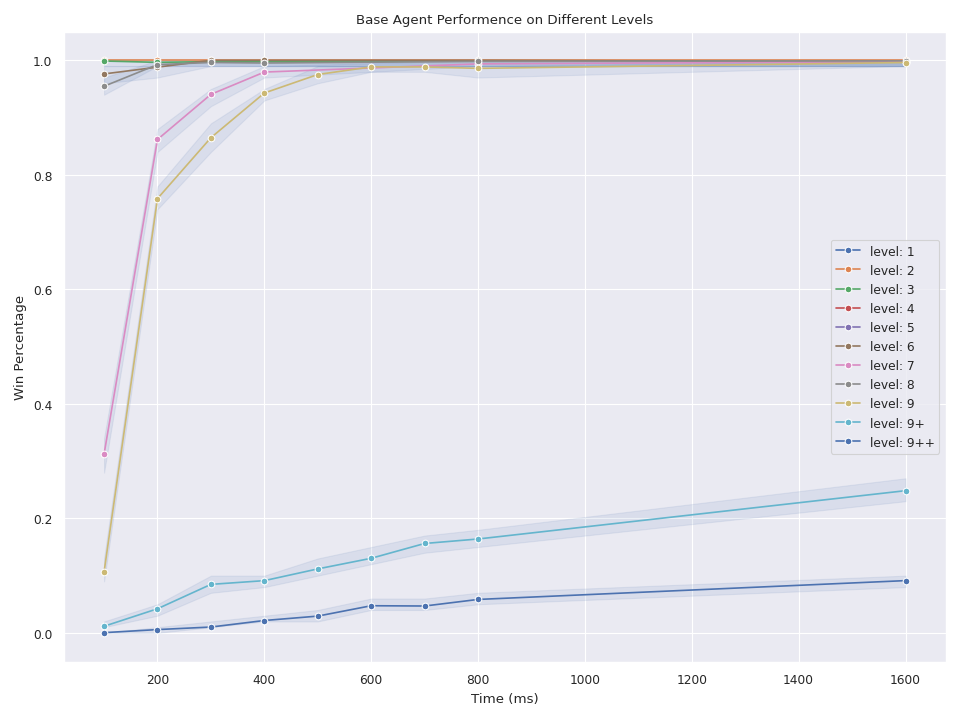 Base Agent Performence on Different Levels
Win Percentage
1.0
0.8
0.6
0.4
0.2
0.0
level: 1
level: 2
level: 3
level: 4
level: 5
level: 6
level: 7
level: 8
level: 9
level: 9+
level: 9++
200 400 600 800 1000 1200 1400 1600
Time (ms)